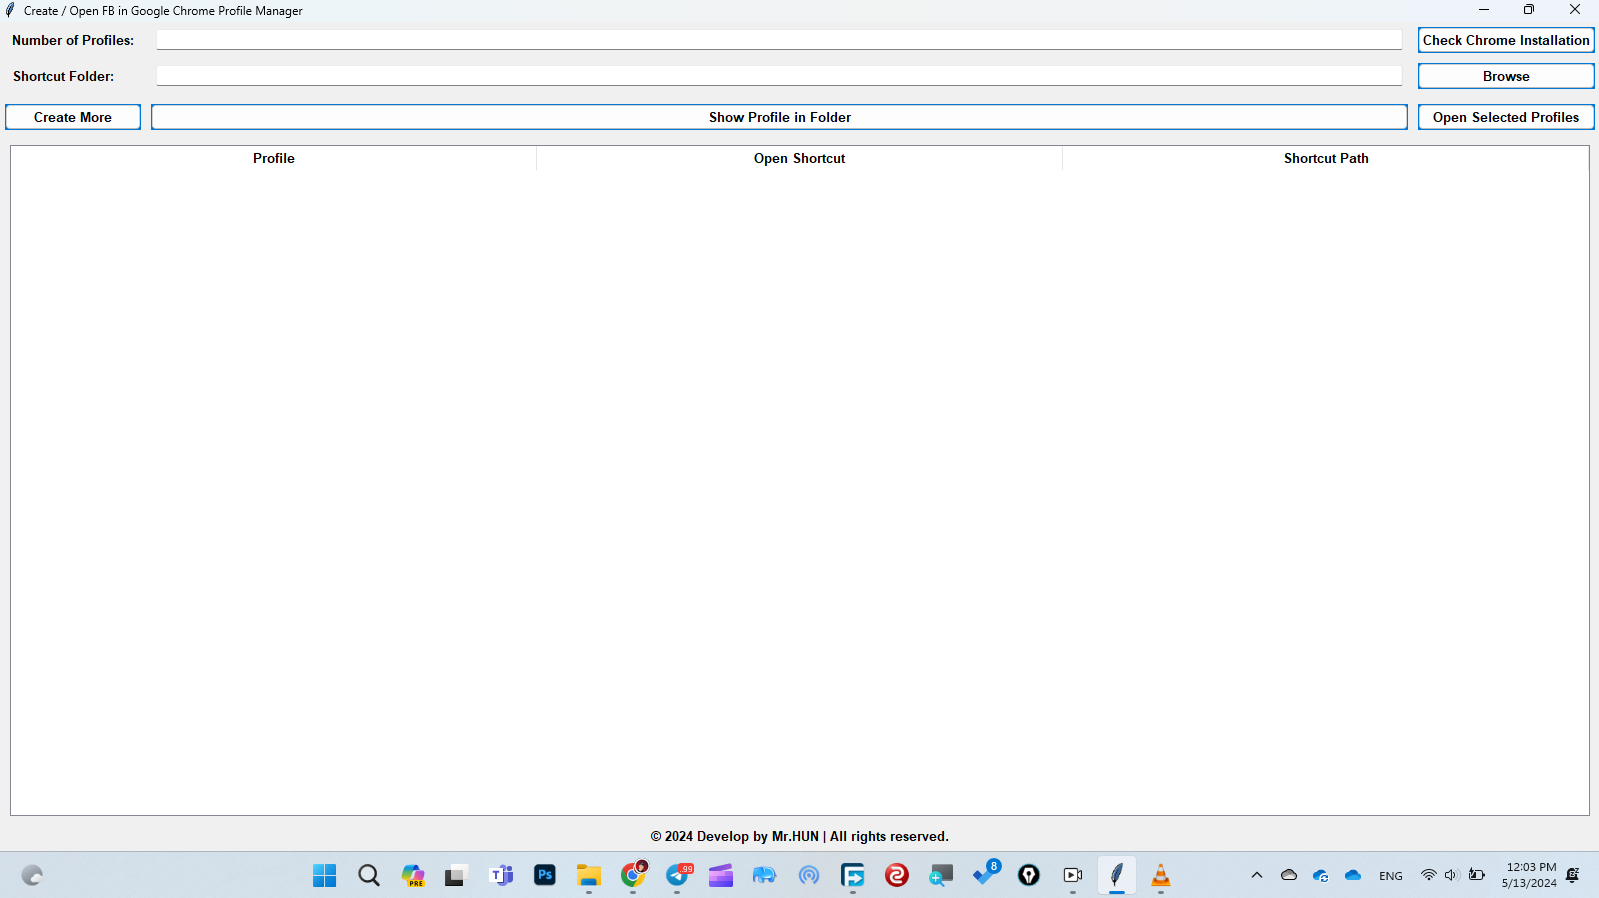 Create / Open FB in Google Chrome Profile Manager
Number of Profiles:
Check Chrome Installation
Shortcut Folder:
Browse
Create More
Show Profile in Folder
Open Selected Profiles
Profile
Open Shortcut
Shortcut Path
© 2024 Develop by Mr.HUN | All rights reserved.
PRE
T
Ps
99
8
ENG
12:03 PM
5/13/2024